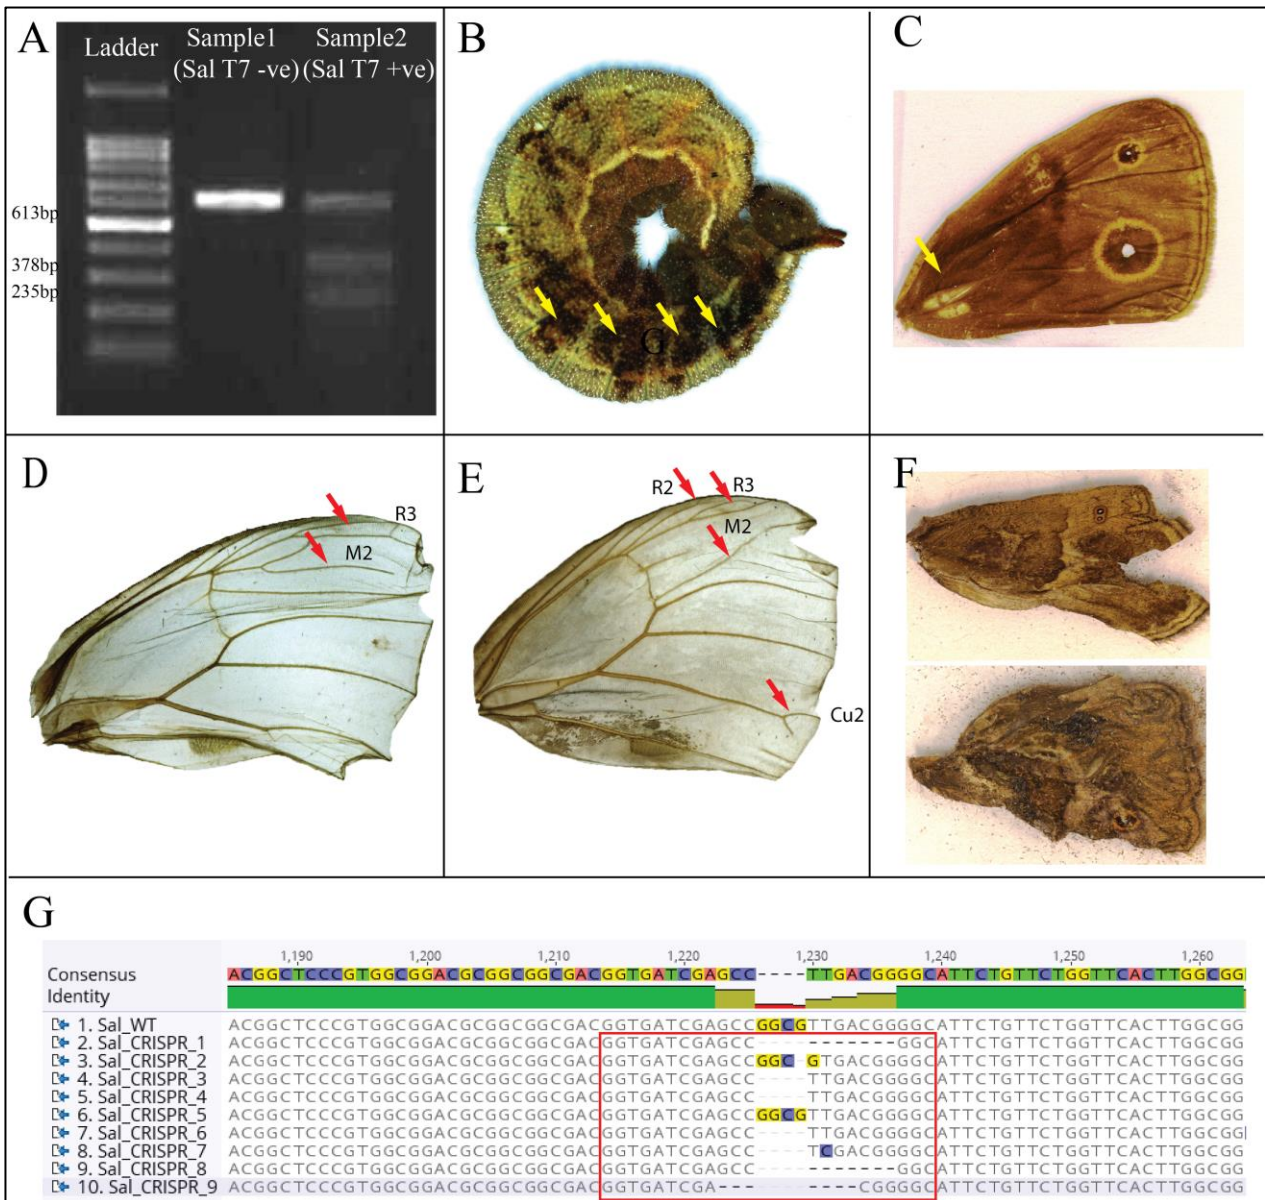 A
Ladder
Sample1
(Sal T7 -ve)
Sample2
(Sal T7 +ve)
613bp
378bp
235bp
B
G
C
D
R3
M2
E
R2
R3
M2
Cu2
F
G
1,190 1,200 1,210 1,220 1,230 1,240 1,250 1,260
Consensus ACGGCTCCCGTGGCGGACGCGGCGGCGACGGTGATCGAGCC----TTGACGGGGCATTCTGTTCTGGTTCACTTGGCGG
Identity
1. Sal_WT ACGGCTCCCGTGGCGGACGCGGCGGCGACGGTGATCGAGCCGGCGTTGACGGGGCATTCTGTTCTGGTTCACTTGGCGG
2. Sal_CRISPR_1 ACGGCTCCCGTGGCGGACGCGGCGGCGACGGTGATCGAGCC-----------GGCATTCTGTTCTGGTTCACTTGGCGG
3. Sal_CRISPR_2 ACGGCTCCCGTGGCGGACGCGGCGGCGACGGTGATCGAGCCGGC-GTGACGGGGCATTCTGTTCTGGTTCACTTGGCGG
4. Sal_CRISPR_3 ACGGCTCCCGTGGCGGACGCGGCGGCGACGGTGATCGAGCC----TTGACGGGGCATTCTGTTCTGGTTCACTTGGCGG
5. Sal_CRISPR_4 ACGGCTCCCGTGGCGGACGCGGCGGCGACGGTGATCGAGCC----TTGACGGGGCATTCTGTTCTGGTTCACTTGGCGG
6. Sal_CRISPR_5 ACGGCTCCCGTGGCGGACGCGGCGGCGACGGTGATCGAGCCGGCGTTGACGGGGCATTCTGTTCTGGTTCACTTGGCGG
7. Sal_CRISPR_6 ACGGCTCCCGTGGCGGACGCGGCGGCGACGGTGATCGAGCC----TTGACGGGGCATTCTGTTCTGGTTCACTTGGCGG
8. Sal_CRISPR_7 ACGGCTCCCGTGGCGGACGCGGCGGCGACGGTGATCGAGCC----TCGACGGGGCATTCTGTTCTGGTTCACTTGGCGG
9. Sal_CRISPR_8 ACGGCTCCCGTGGCGGACGCGGCGGCGACGGTGATCGAGCC-----------GGCATTCTGTTCTGGTTCACTTGGCGG
10. Sal_CRISPR_9 ACGGCTCCCGTGGCGGACGCGGCGGCGACGGTGATCGA-----------CGGGGCATTCTGTTCTGGTTCACTTGGCGG